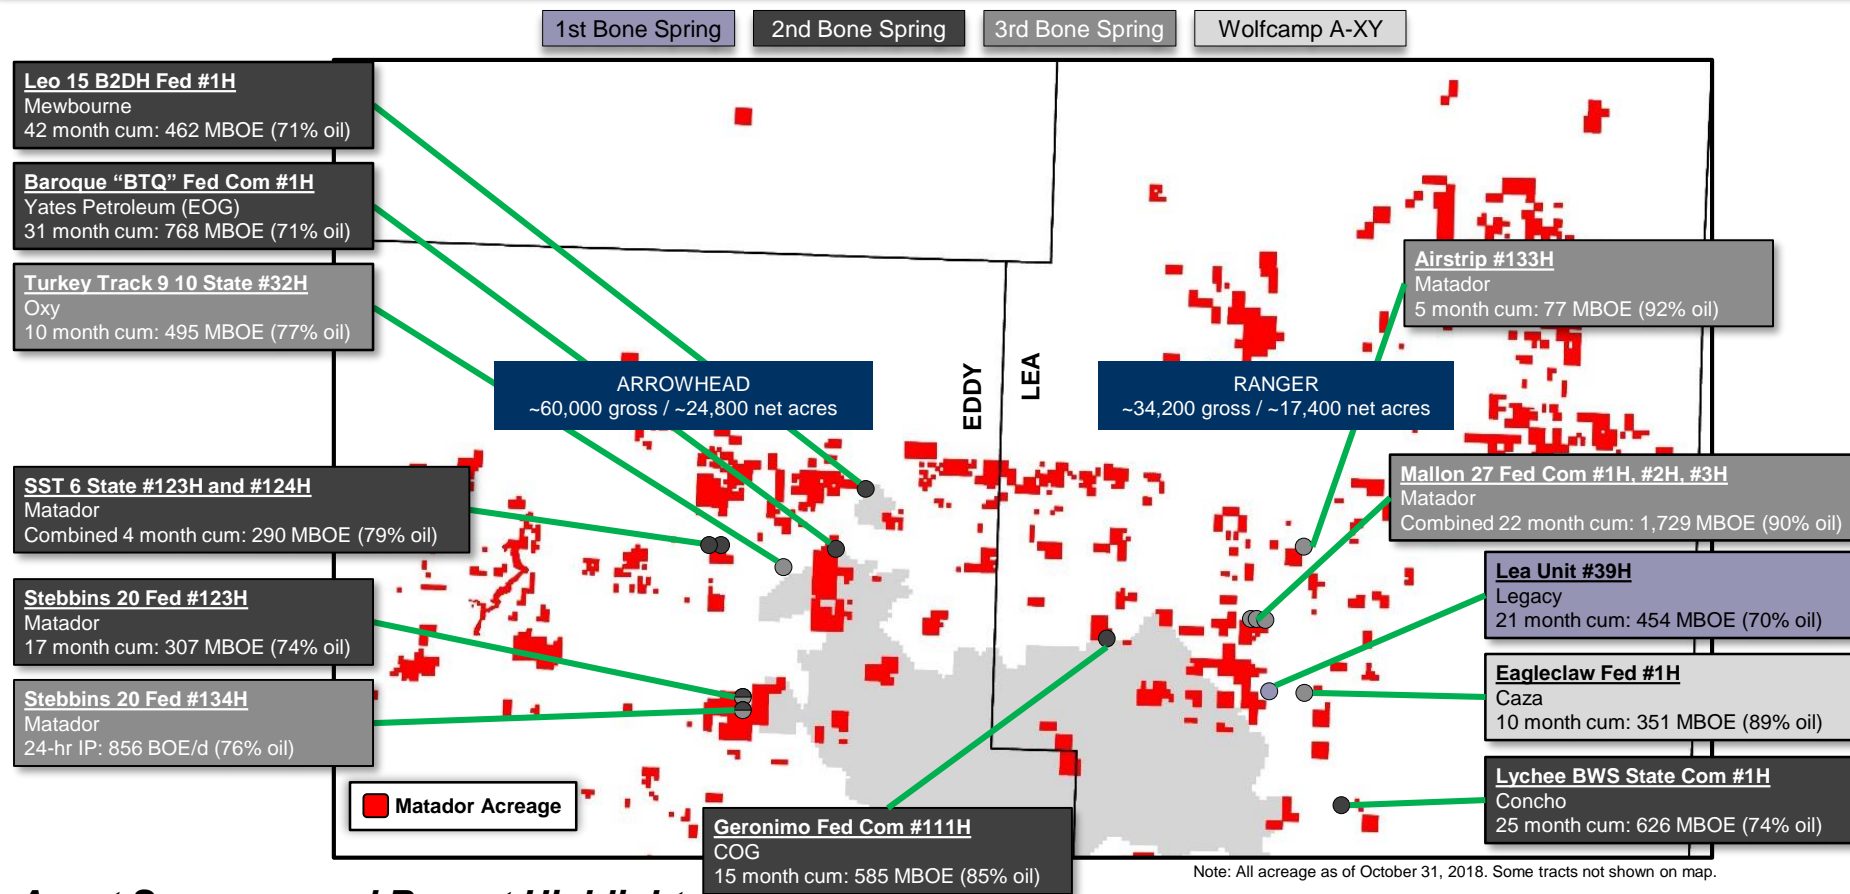 1st Bone Spring
2nd Bone Spring
3rd Bone Spring
Wolfcamp A-XY
Leo 15 B2DH Fed #1H
Mewbourne
42 month cum: 462 MBOE (71% oil)
Baroque “BTQ” Fed Com #1H
Yates Petroleum (EOG)
31 month cum: 768 MBOE (71% oil)
Turkey Track 9 10 State #32H
Oxy
10 month cum: 495 MBOE (77% oil)
SST 6 State #123H and #124H
Matador
Combined 4 month cum: 290 MBOE (79% oil)
Stebbins 20 Fed #123H
Matador
17 month cum: 307 MBOE (74% oil)
Stebbins 20 Fed #134H
Matador
24-hr IP: 856 BOE/d (76% oil)
Matador Acreage
ARROWHEAD
~60,000 gross / ~24,800 net acres
EDDY
LEA
RANGER
~34,200 gross / ~17,400 net acres
Airstrip #133H
Matador
5 month cum: 77 MBOE (92% oil)
Mallon 27 Fed Com #1H, #2H, #3H
Matador
Combined 22 month cum: 1,729 MBOE (90% oil)
Lea Unit #39H
Legacy
21 month cum: 454 MBOE (70% oil)
Eagleclaw Fed #1H
Caza
10 month cum: 351 MBOE (89% oil)
Lychee BWS State Com #1H
Concho
25 month cum: 626 MBOE (74% oil)
Geronimo Fed Com #111H
COG
15 month cum: 585 MBOE (85% oil)
Note: All acreage as of October 31, 2018. Some tracts not shown on map.